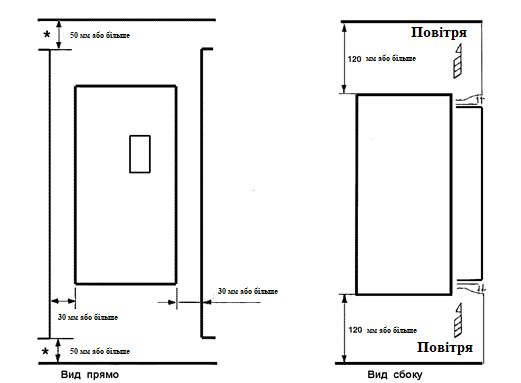 * 50 мм або більше
30 мм або більше
30 мм або більше
* 50 мм або більше
Вид прямо
Повітря
120 мм або більше
120 мм або більше
Повітря
Вид сбоку